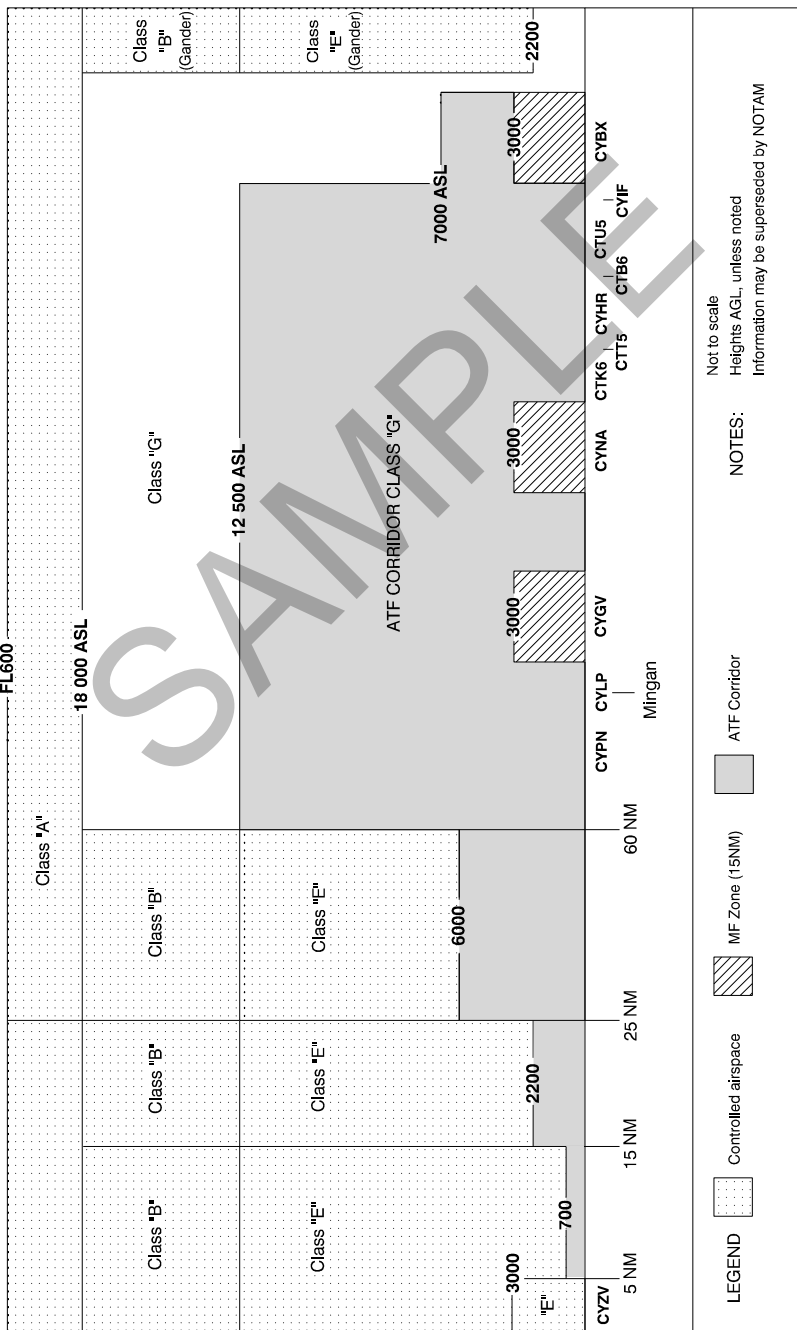 FL600
Class "A"
18 000 ASL
Class "B"
Class "B"
Class "B"
Class "G"
Class
"B"
(Gander)
12 500 ASL
Class "E"
Class "E"
Class "E"
ATF CORRIDOR CLASS "G"
Class
"E"
(Gander)
7000 ASL
6000
3000
"E"
700
2200
3000
3000
3000
2200
CYZV
5 NM
15 NM
25 NM
60 NM
CYPN
CYLP
Mingan
CYGV
CYNA
CTK6
CTT5
CYHR
CTB6
CTU5
CYIF
CYBX
LEGEND
Controlled airspace
MF Zone (15NM)
ATF Corridor
NOTES:
Not to scale
Heights AGL, unless noted
Information may be superseded by NOTAM
SAMPLE